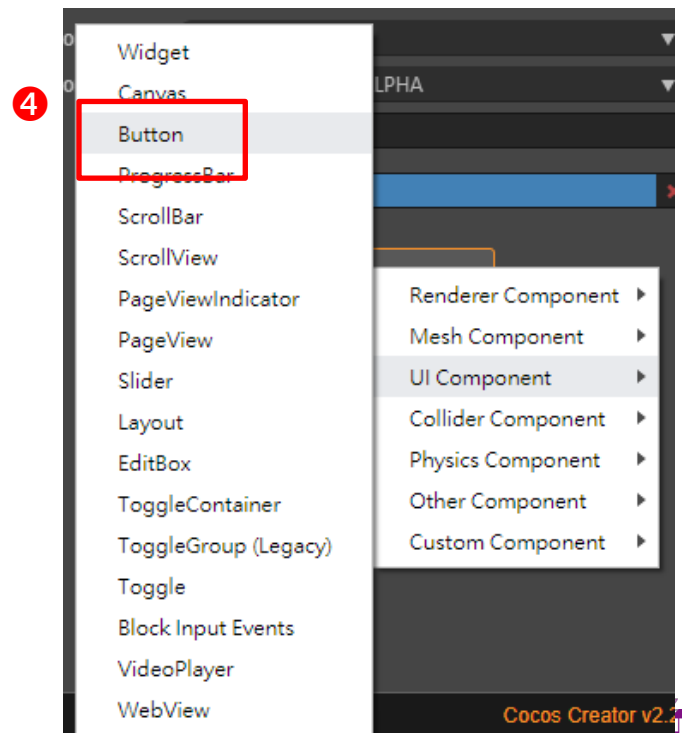 o
Widget
o
LPHA
4
Canvas
Button
ProgressBar
ScrollBar
ScrollView
PageViewIndicator
PageView
Slider
Layout
EditBox
ToggleContainer
ToggleGroup (Legacy)
Toggle
Block Input Events
VideoPlayer
WebView
Renderer Component
Mesh Component
UI Component
Collider Component
Physics Component
Other Component
Custom Component
Cocos Creator v2.2